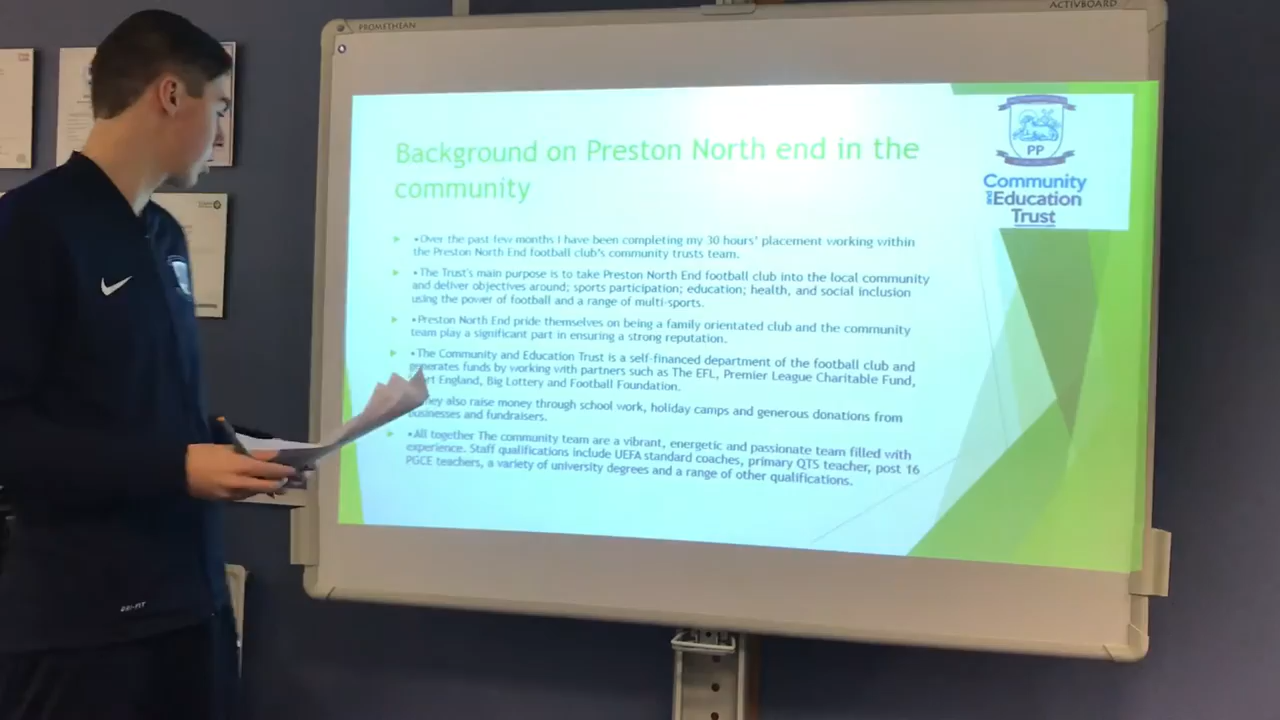 PROMETHEAN
ACTIVBOARD
Background on Preston North end in the
community
PP
Community
and Education
Trust
•Over the past few months I have been completing my 30 hours' placement working within
the Preston North End football club's community trusts team.
•The Trust's main purpose is to take Preston North End football club into the local community
and deliver objectives around; sports participation; education; health, and social inclusion
using the power of football and a range of multi-sports.
•Preston North End pride themselves on being a family orientated club and the community
team play a significant part in ensuring a strong reputation.
•The Community and Education Trust is a self-financed department of the football club and
generates funds by working with partners such as The EFL, Premier League Charitable Fund,
England, Big Lottery and Football Foundation.
They also raise money through school work, holiday camps and generous donations from
businesses and fundraisers.
•All together The community team are a vibrant, energetic and passionate team filled with
experience. Staff qualifications include UEFA standard coaches, primary QTS teacher, post 16
PGCE teachers, a variety of university degrees and a range of other qualifications.
DRI-FIT